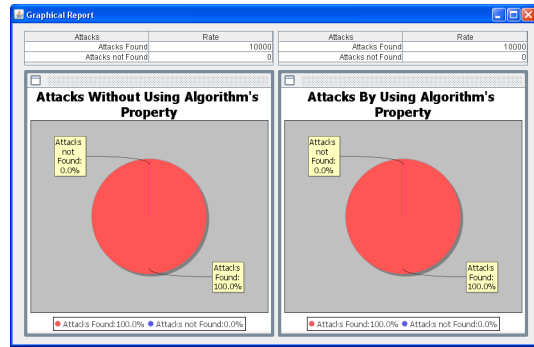 Graphical Report
Attacks Rate
Attacks Found 10000
Attacks not Found 0
Attacks Rate
Attacks Found 10000
Attacks not Found 0
Attacks Without Using Algorithm's
Property
Attacks
not
Found:
0.0%
Attacks
Found:
100.0%
Attacks Found:100.0% Attacks not Found:0.0%
Attacks By Using Algorithm's
Property
Attacks
not
Found:
0.0%
Attacks
Found:
100.0%
Attacks Found:100.0% Attacks not Found:0.0%